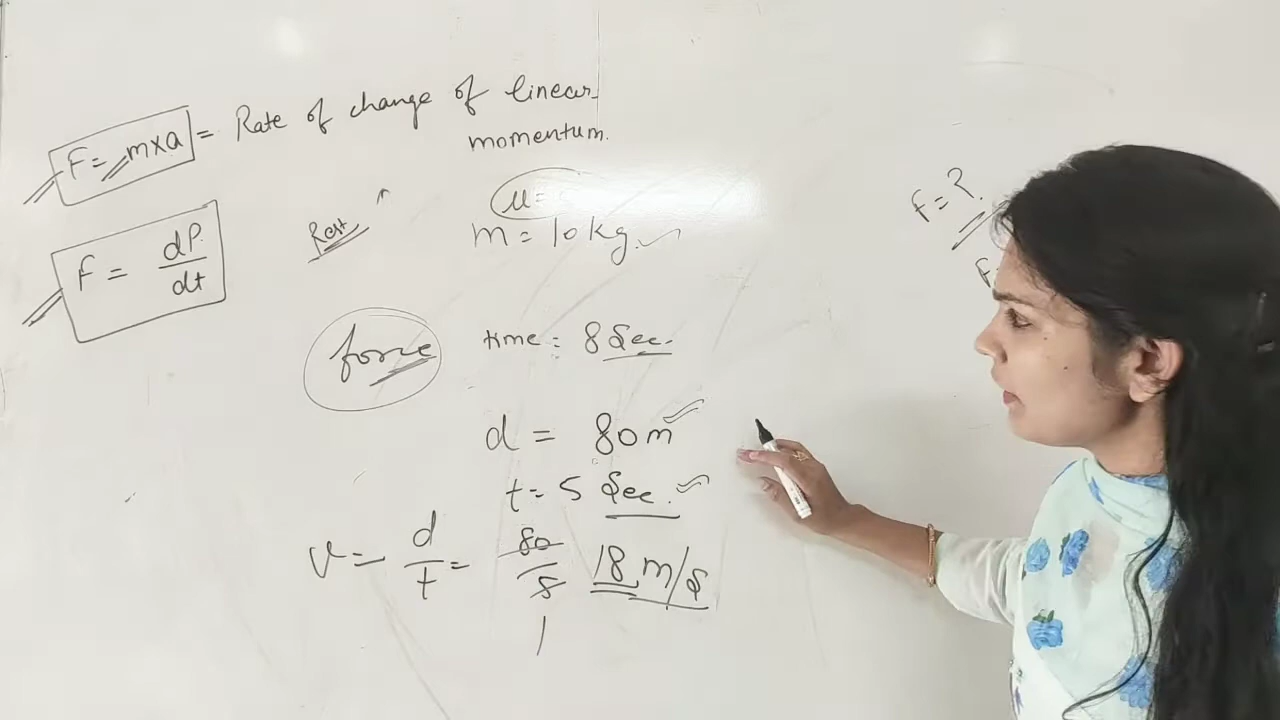 F = m×a = Rate of change of linear
momentum.
F = dP/dt
Rest
u =
m = 10 kg.
force
time = 8 Sec.
d = 80 m
t = 5 Sec.
v = d/t = 80/5 18 m/s
1
F = ?
F